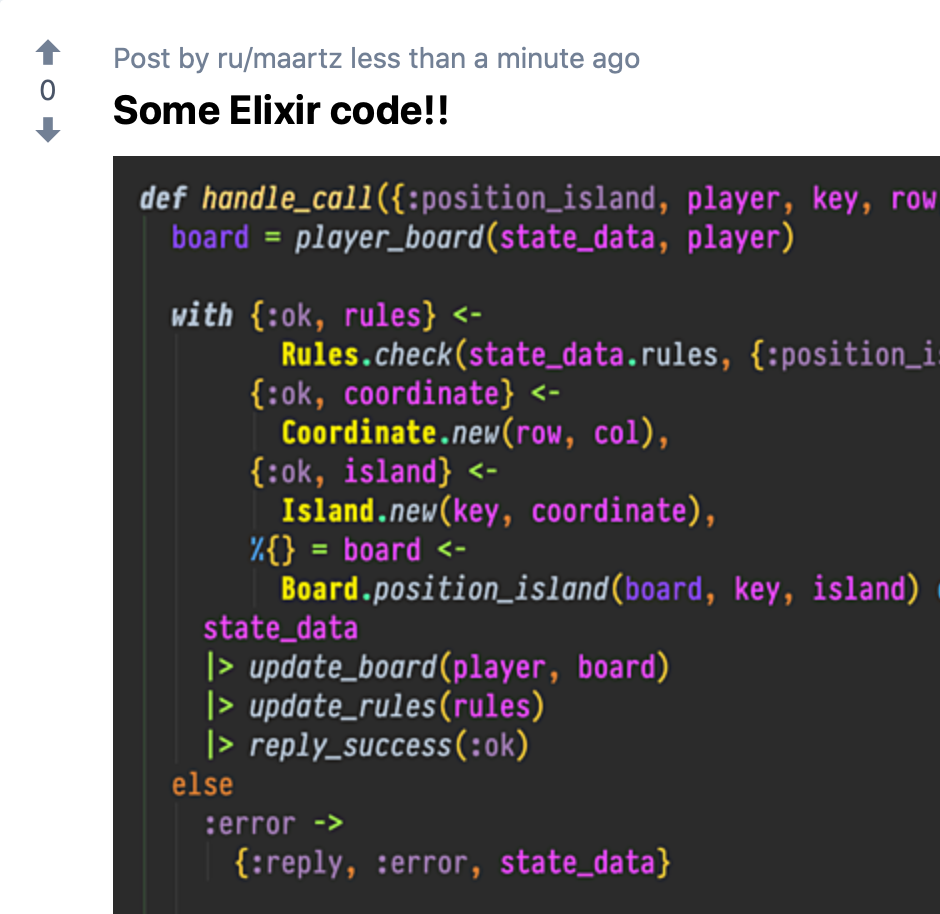 Post by ru/maartz less than a minute ago
0
Some Elixir code!!
def handle_call({:position_island, player, key, row
board = player_board(state_data, player)
with {:ok, rules} <-
Rules.check(state_data.rules, {:position_i
{:ok, coordinate} <-
Coordinate.new(row, col),
{:ok, island} <-
Island.new(key, coordinate),
%{} = board <-
Board.position_island(board, key, island)
state_data
|> update_board(player, board)
|> update_rules(rules)
|> reply_success(:ok)
else
:error ->
{:reply, :error, state_data}